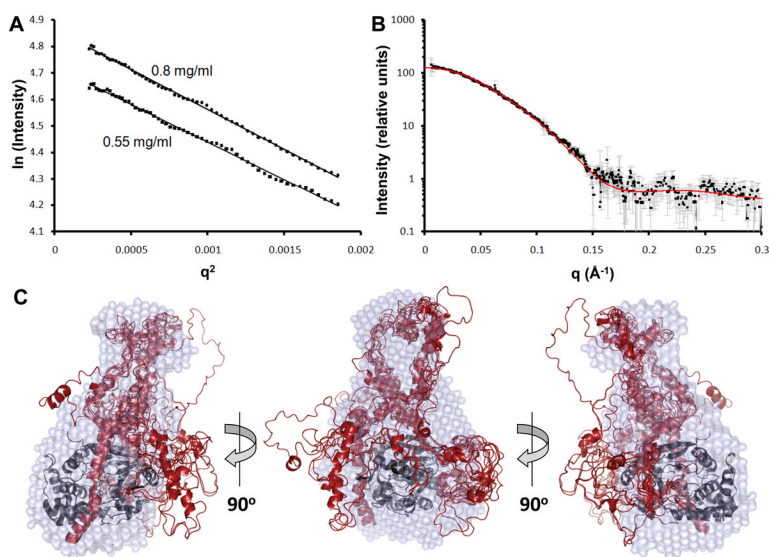 A
4.9
4.8
4.7
4.6
4.5
4.4
4.3
4.2
4.1
ln (Intensity)
0.8 mg/ml
0.55 mg/ml
0
0.0005
0.001
0.0015
0.002
q²
B
1000
100
10
1
0.1
Intensity (relative units)
0
0.05
0.1
0.15
0.2
0.25
0.3
q (Å⁻¹)
C
90º
90º